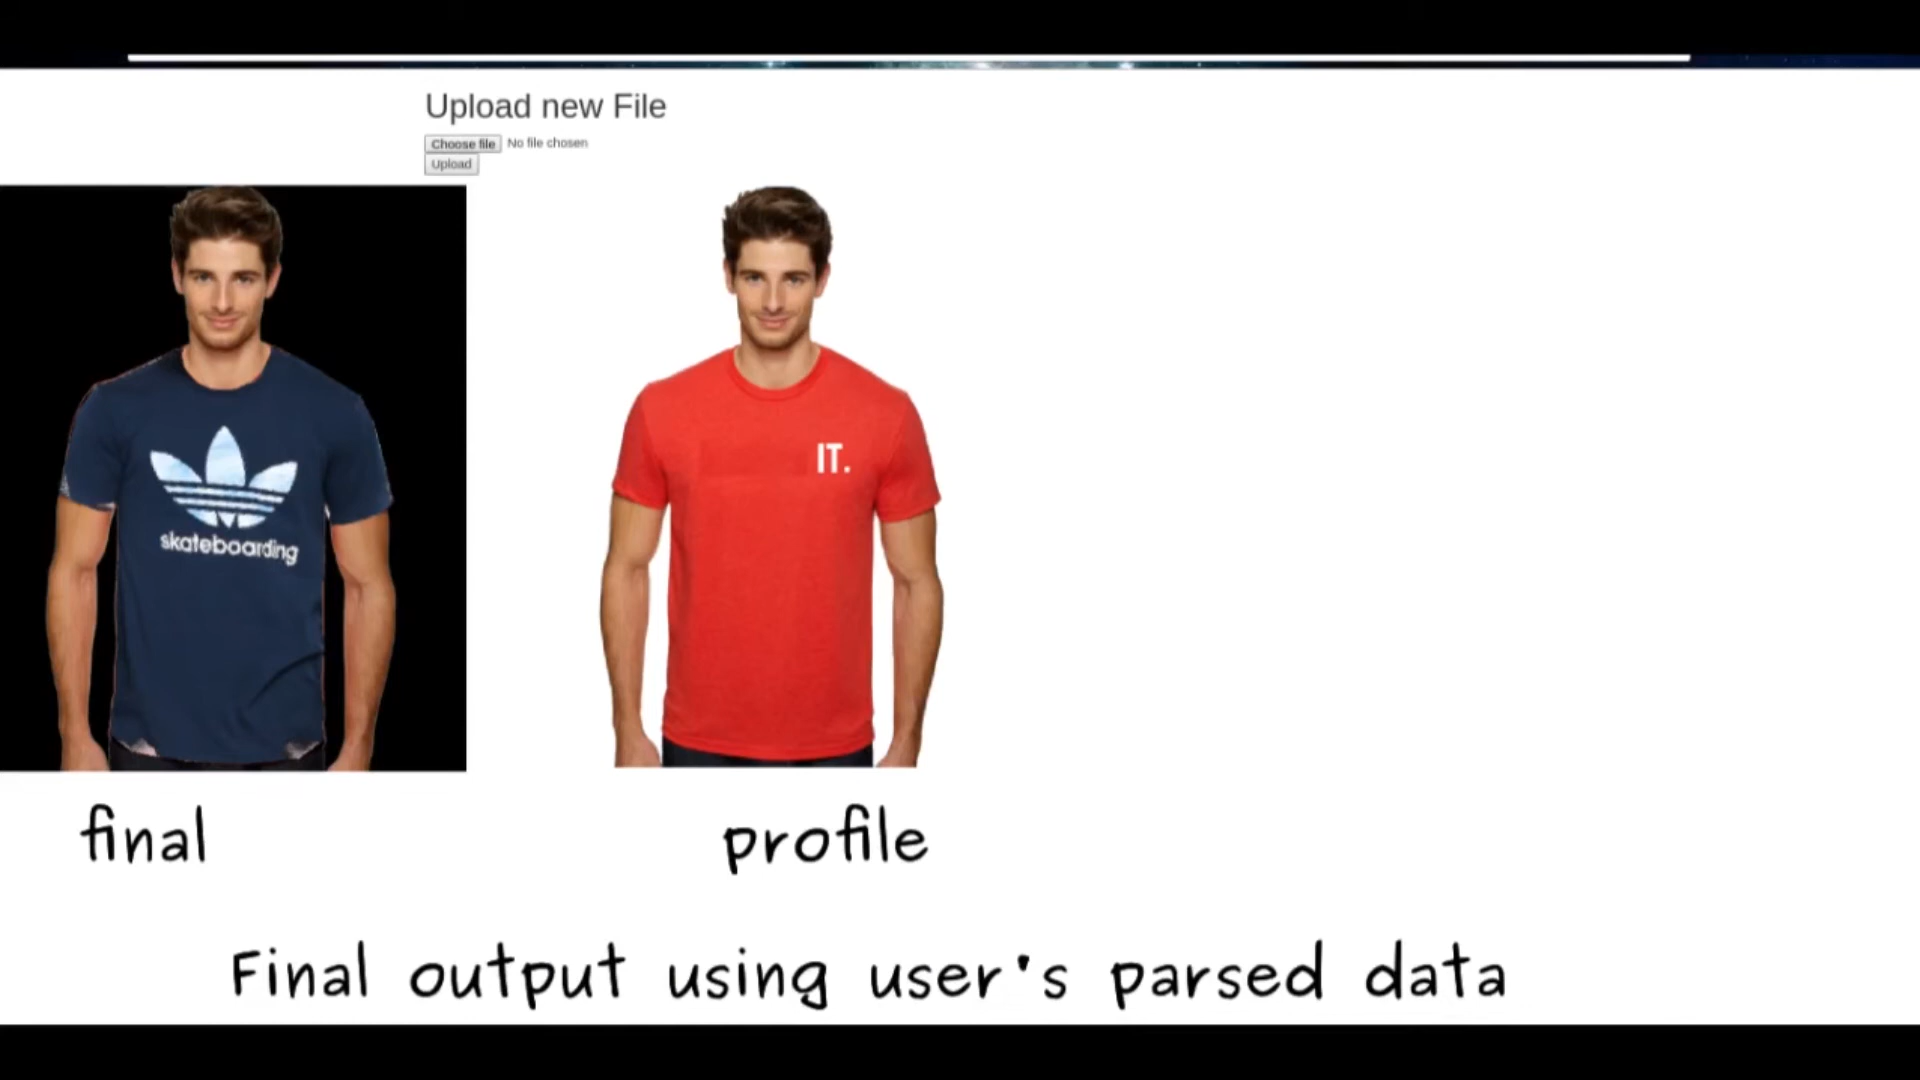 Upload new File
Choose file No file chosen
Upload
IT.
skateboarding
final
profile
Final output using user's parsed data